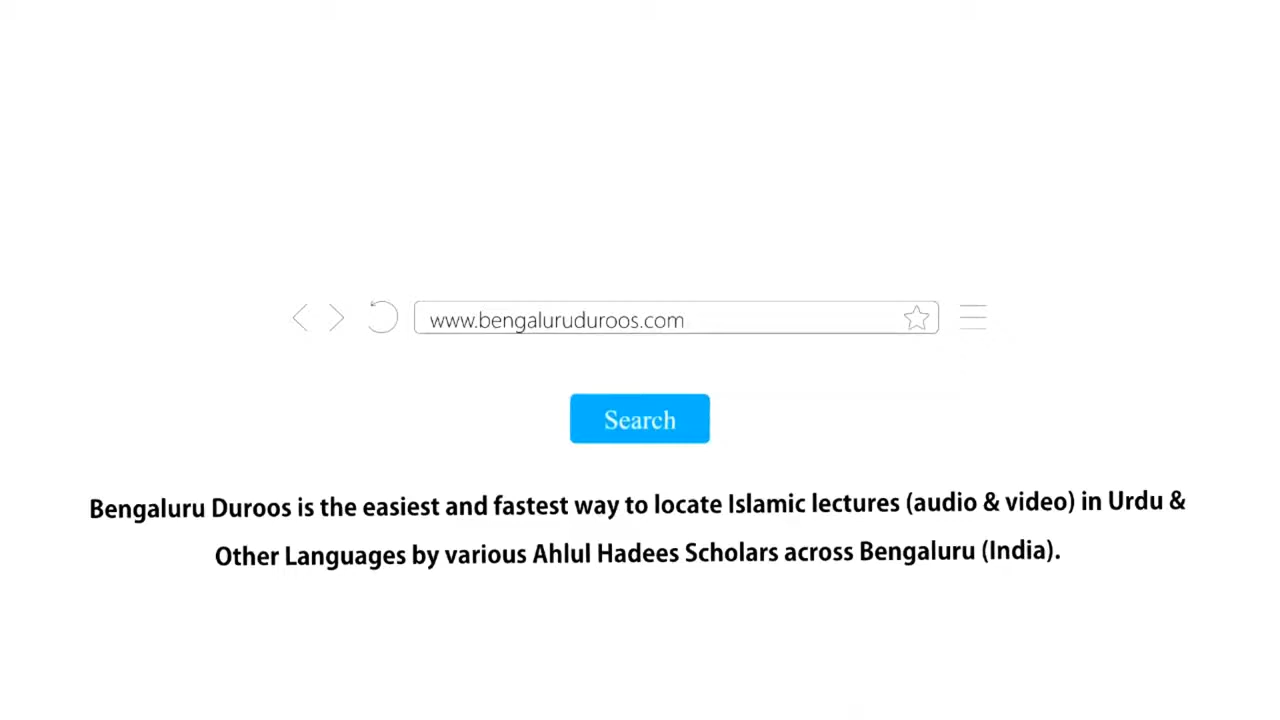 www.bengaluruduroos.com
Search
Bengaluru Duroos is the easiest and fastest way to locate Islamic lectures (audio & video) in Urdu &
Other Languages by various Ahlul Hadees Scholars across Bengaluru (India).